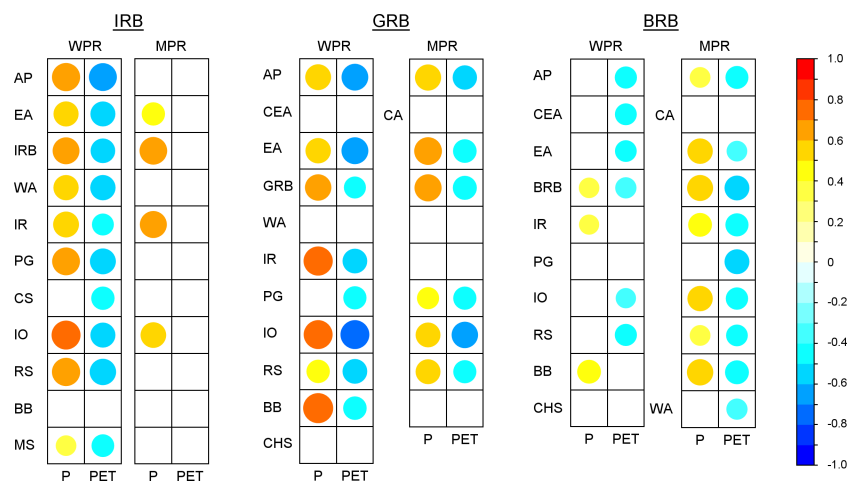 IRB GRB BRB
WPR MPR WPR MPR WPR MPR
AP AP AP 1.0
EA CEA CA CEA CA 0.8
IRB EA EA 0.6
WA GRB BRB 0.4
IR WA IR 0.2
PG IR PG 0
CS PG IO -0.2
IO IO RS -0.4
RS RS BB -0.6
BB BB CHS WA -0.8
MS CHS P PET P PET P PET -1.0
P PET P PET P PET